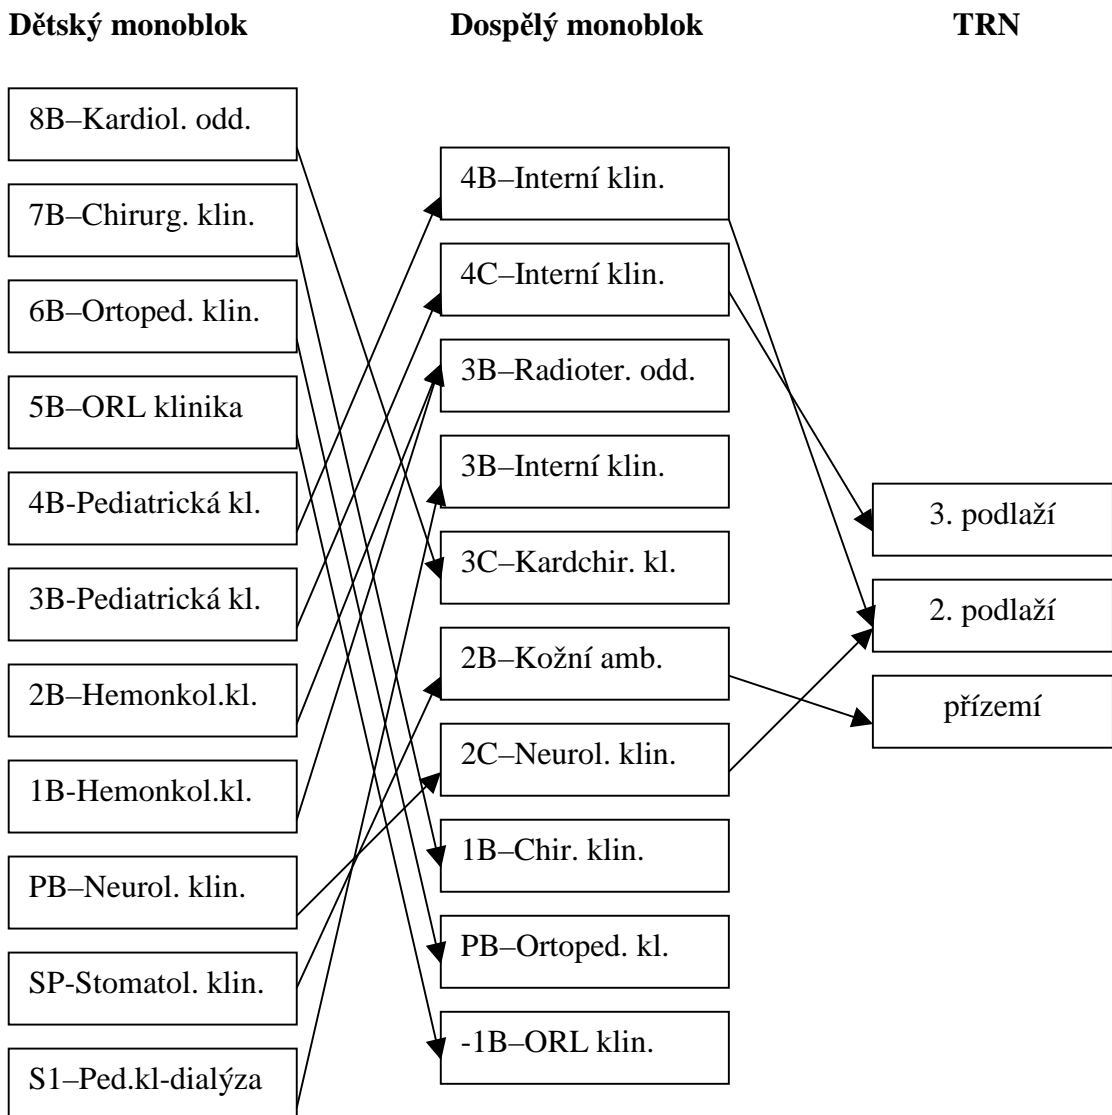 Dětský monoblok
Dospělý monoblok
TRN
8B–Kardiol. odd.
7B–Chirurg. klin.
6B–Ortoped. klin.
5B–ORL klinika
4B-Pediatrická kl.
3B-Pediatrická kl.
2B–Hemonkol.kl.
1B-Hemonkol.kl.
PB–Neurol. klin.
SP-Stomatol. klin.
S1–Ped.kl-dialýza
4B–Interní klin.
4C–Interní klin.
3B–Radioter. odd.
3B–Interní klin.
3C–Kardchir. kl.
2B–Kožní amb.
2C–Neurol. klin.
1B–Chir. klin.
PB–Ortoped. kl.
-1B–ORL klin.
3. podlaží
2. podlaží
přízemí